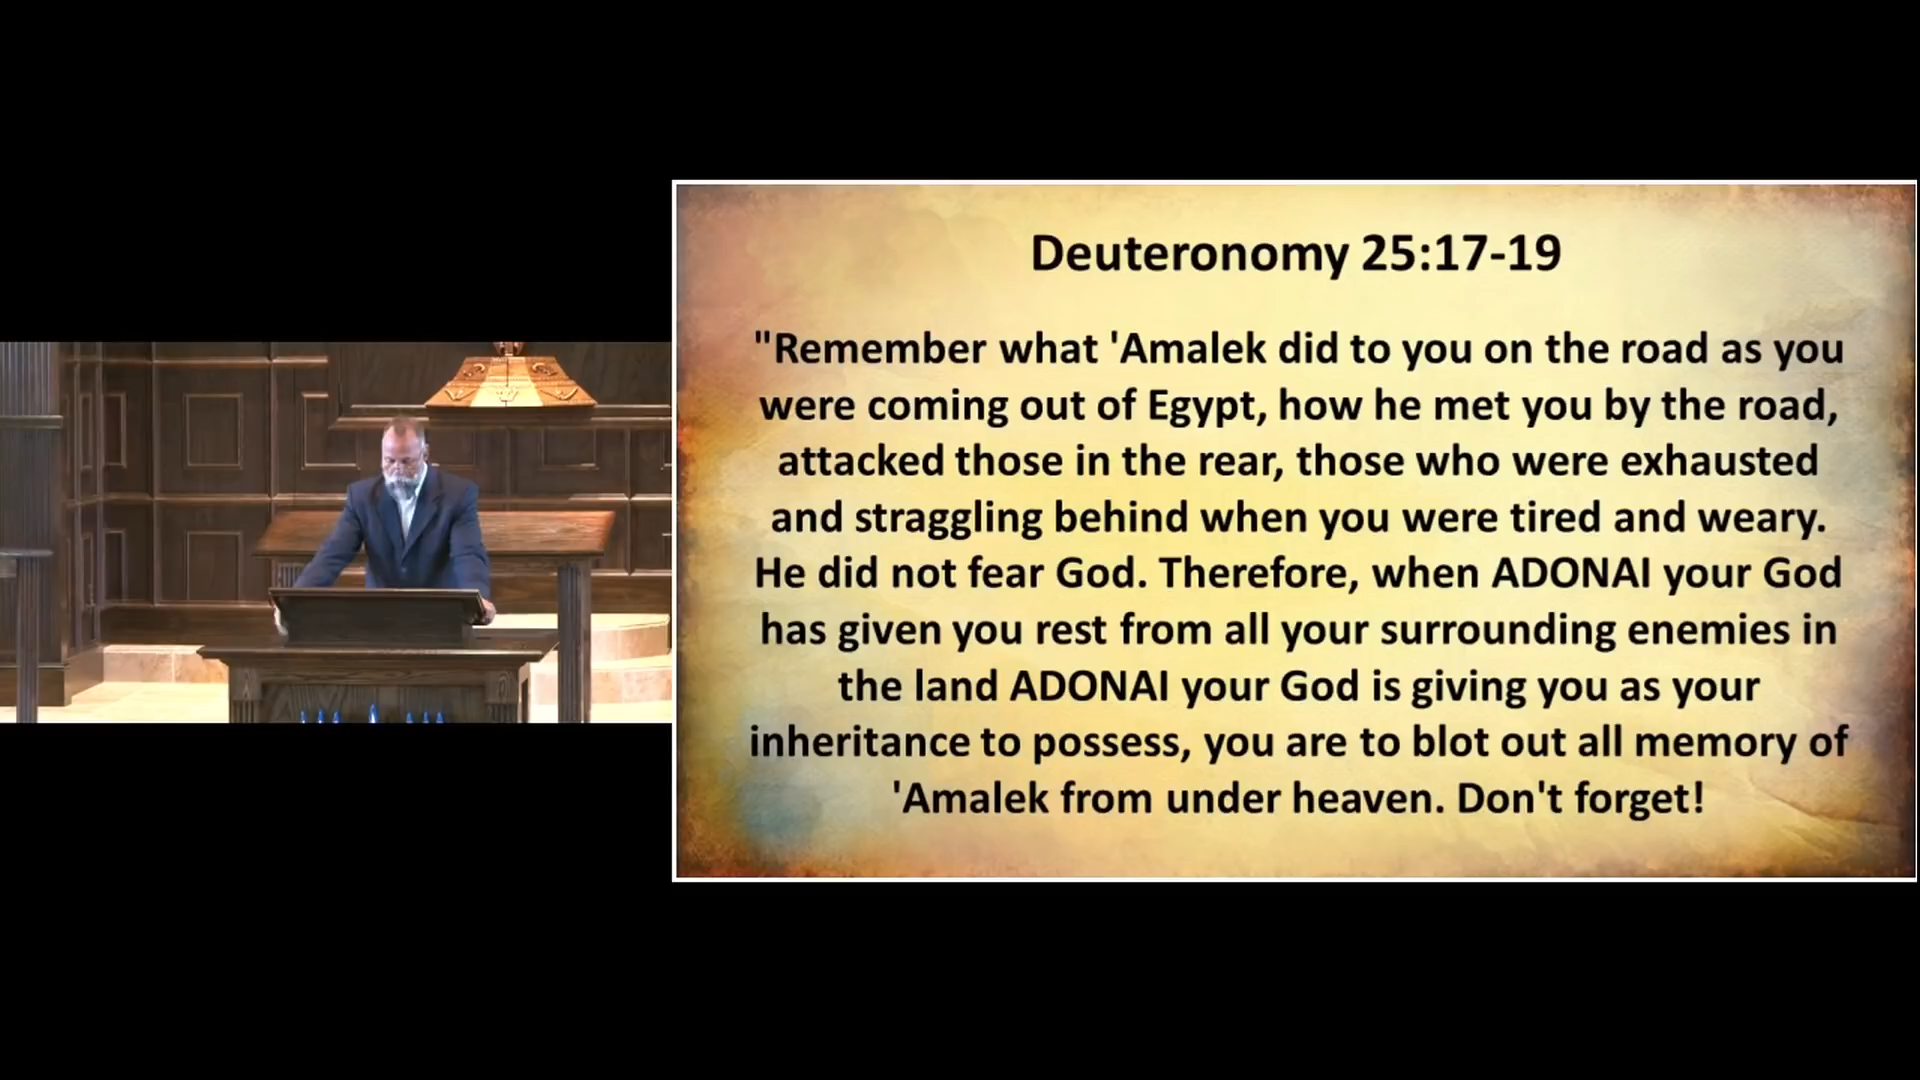 Deuteronomy 25:17-19
"Remember what 'Amalek did to you on the road as you
were coming out of Egypt, how he met you by the road,
attacked those in the rear, those who were exhausted
and straggling behind when you were tired and weary.
He did not fear God. Therefore, when ADONAI your God
has given you rest from all your surrounding enemies in
the land ADONAI your God is giving you as your
inheritance to possess, you are to blot out all memory of
'Amalek from under heaven. Don't forget!